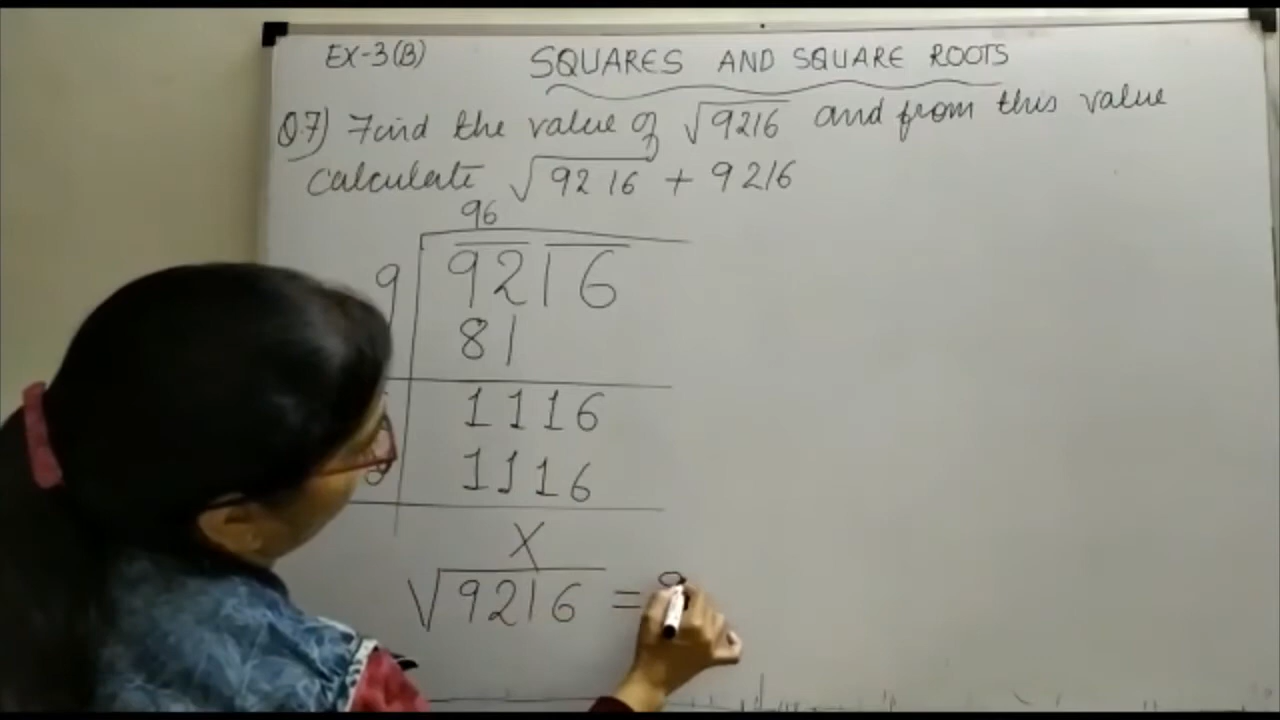 EX-3(B)
SQUARES AND SQUARE ROOTS
Q.7) Find the value of √9216 and from this value
calculate √9216 + 9216
96
9 9216
81
1116
1116
X
√9216 =